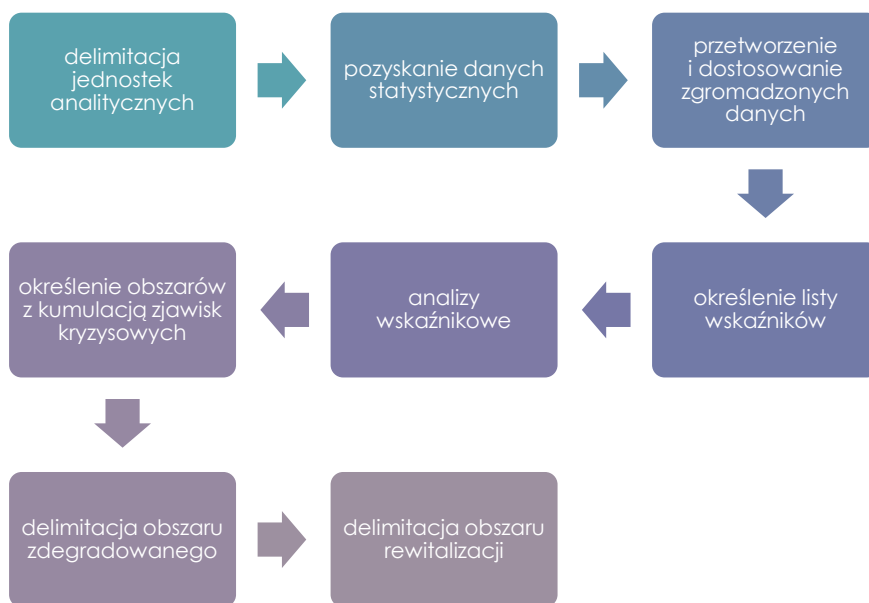 delimitacja
jednostek
analitycznych
pozyskanie danych
statystycznych
przetworzenie
i dostosowanie
zgromadzonych
danych
określenie listy
wskaźników
analizy
wskaźnikowe
określenie obszarów
z kumulacją zjawisk
kryzysowych
delimitacja obszaru
zdegradowanego
delimitacja obszaru
rewitalizacji